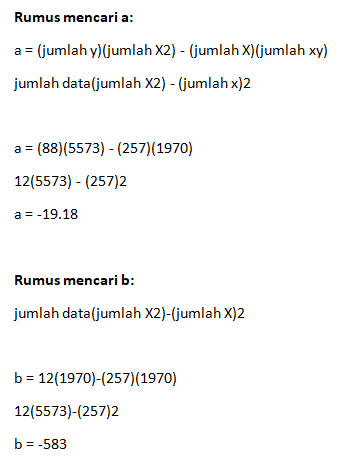 Rumus mencari a:
a = (jumlah y)(jumlah X2) - (jumlah X)(jumlah xy)
jumlah data(jumlah X2) - (jumlah x)2
a = (88)(5573) - (257)(1970)
12(5573) - (257)2
a = -19.18
Rumus mencari b:
jumlah data(jumlah X2)-(jumlah X)2
b = 12(1970)-(257)(1970)
12(5573)-(257)2
b = -583